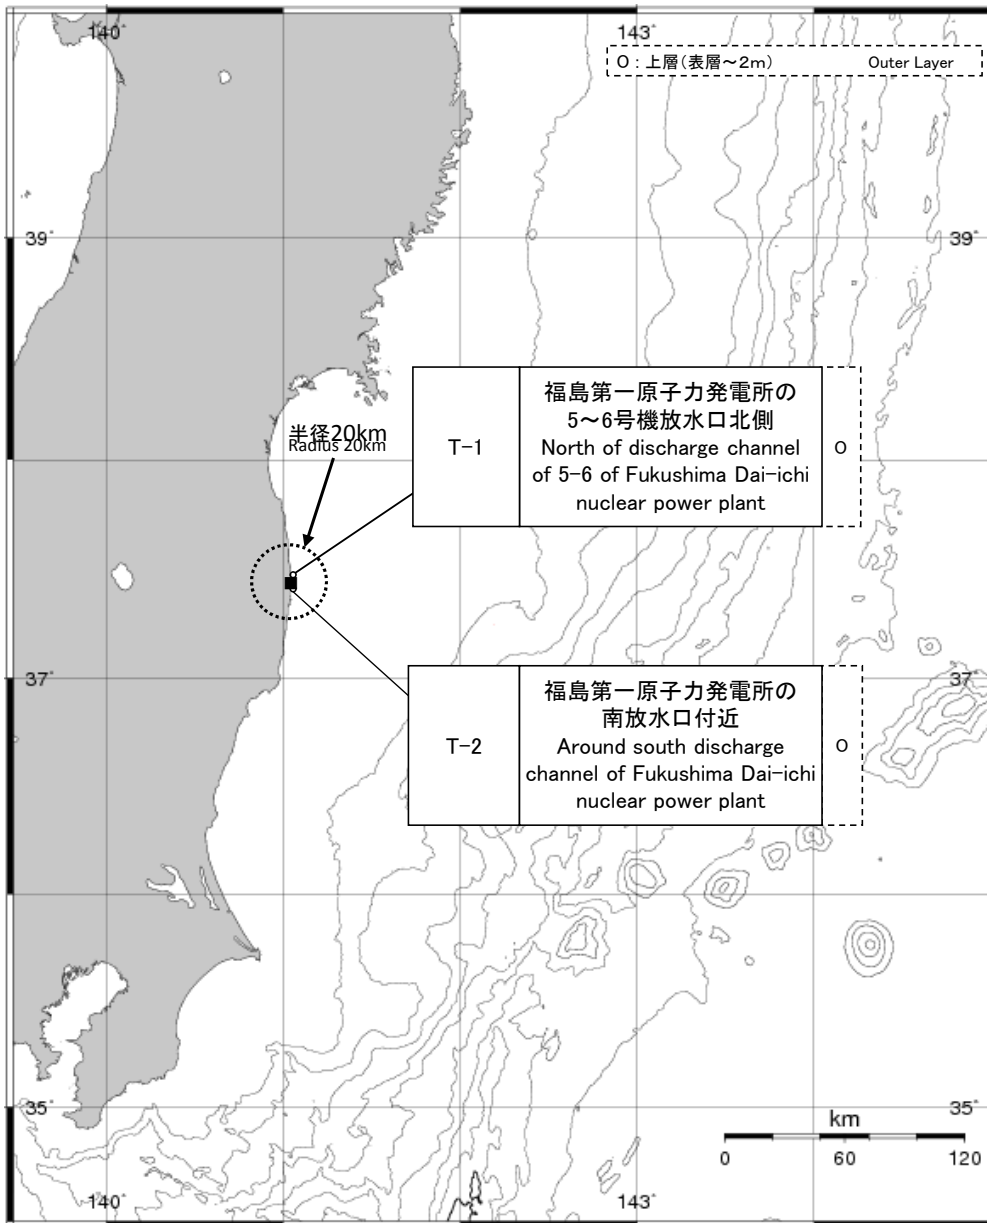 140°
143°
O : 上層(表層～2m) Outer Layer
39°
39°
半径20km
Radius 20km
T-1
福島第一原子力発電所の
5～6号機放水口北側
North of discharge channel
of 5-6 of Fukushima Dai-ichi
nuclear power plant
O
37°
37°
T-2
福島第一原子力発電所の
南放水口付近
Around south discharge
channel of Fukushima Dai-ichi
nuclear power plant
O
35°
35°
km
0 60 120
140°
143°